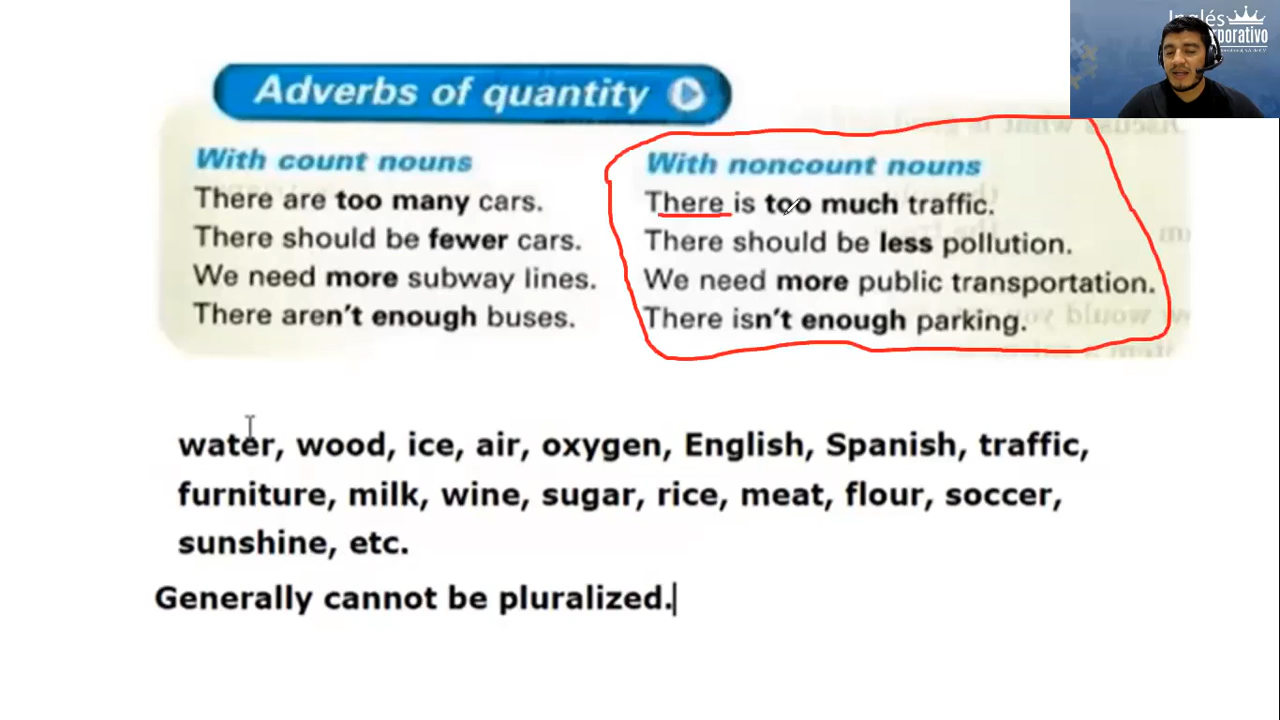 Inglés
Corporativo
Adverbs of quantity
With count nouns
There are too many cars.
There should be fewer cars.
We need more subway lines.
There aren't enough buses.
With noncount nouns
There is too much traffic.
There should be less pollution.
We need more public transportation.
There isn't enough parking.
water, wood, ice, air, oxygen, English, Spanish, traffic,
furniture, milk, wine, sugar, rice, meat, flour, soccer,
sunshine, etc.
Generally cannot be pluralized.